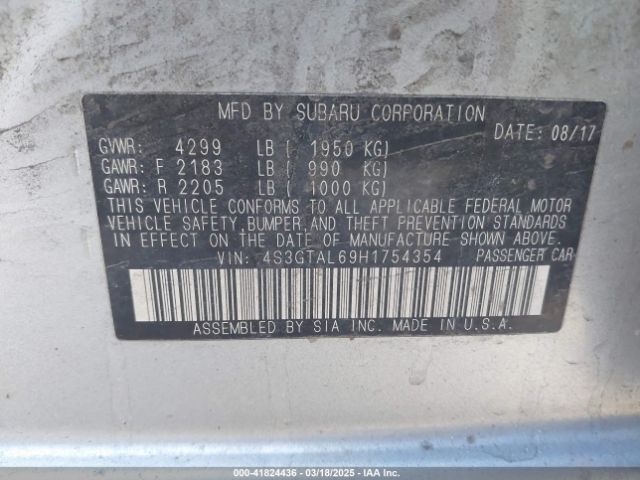 MFD BY SUBARU CORPORATION
DATE: 08/17
GVWR: 4299 LB ( 1950 KG)
GAWR: F 2183 LB ( 990 KG)
GAWR: R 2205 LB ( 1000 KG)
THIS VEHICLE CONFORMS TO ALL APPLICABLE FEDERAL MOTOR
VEHICLE SAFETY, BUMPER, AND THEFT PREVENTION STANDARDS
IN EFFECT ON THE DATE OF MANUFACTURE SHOWN ABOVE.
VIN: 4S3GTAL69H1754354 PASSENGER CAR
ASSEMBLED BY SIA INC. MADE IN U.S.A.
000-41824436 - 03/18/2025 - IAA Inc.